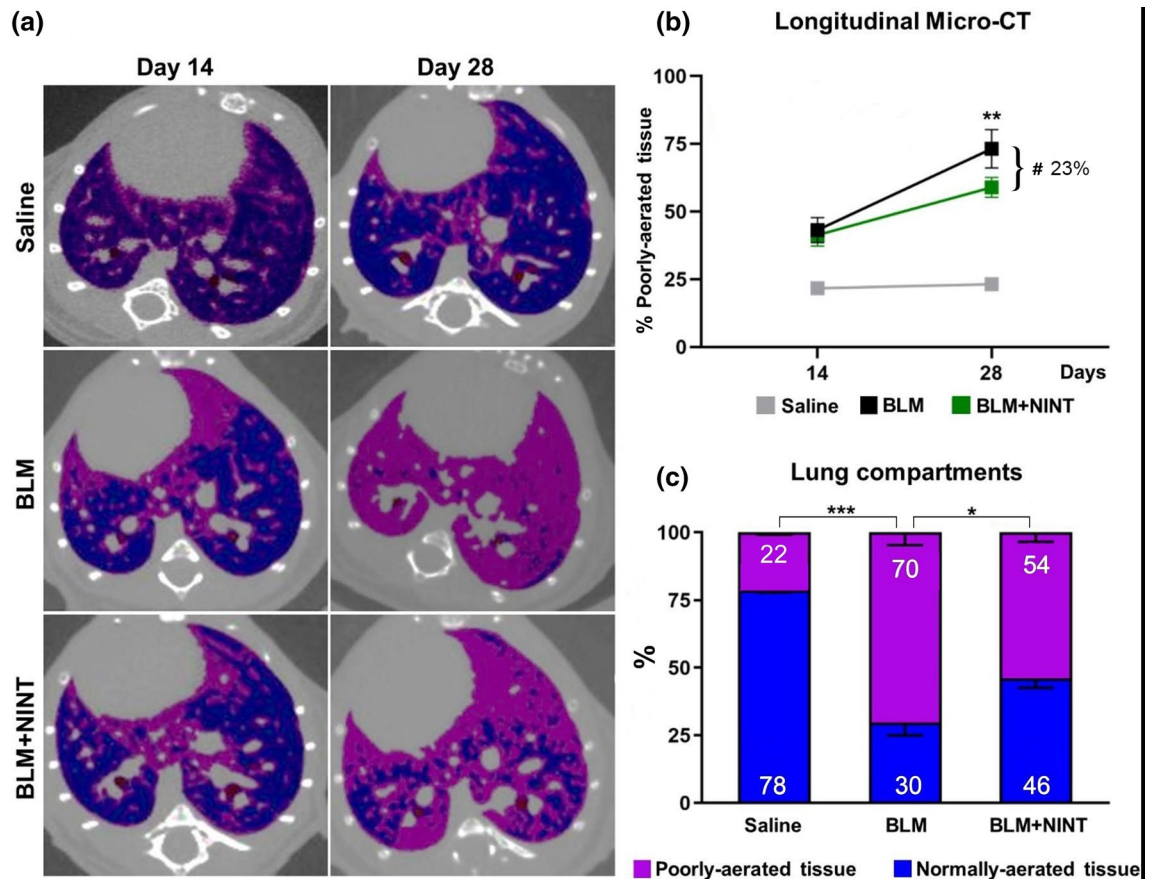 (a)
Day 14
Day 28
Saline
BLM
BLM+NINT
(b)
Longitudinal Micro-CT
% Poorly-aerated tissue
100
75
50
25
0
**
# 23%
14
28
Days
Saline
BLM
BLM+NINT
(c)
Lung compartments
%
100
75
50
25
0
***
*
22
70
54
78
30
46
Saline
BLM
BLM+NINT
Poorly-aerated tissue
Normally-aerated tissue